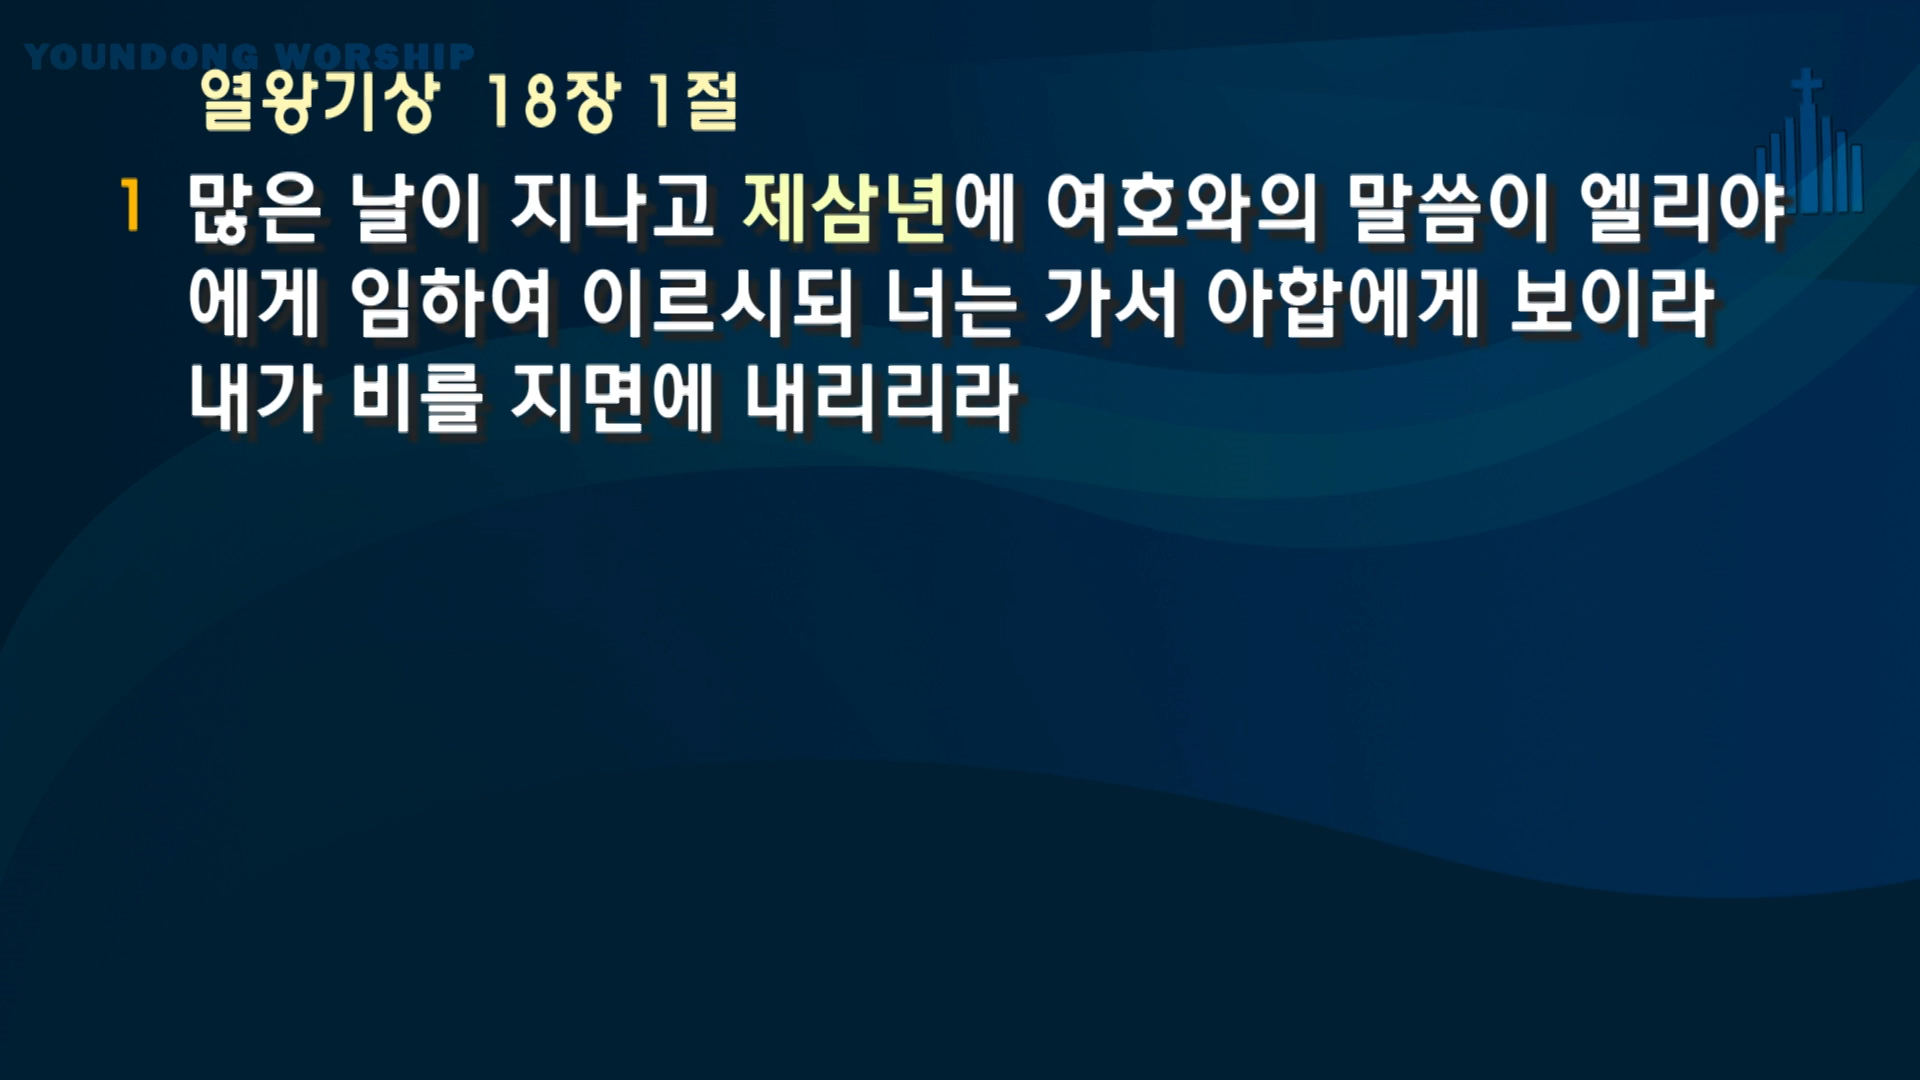 YOUNDONG WORSHIP
열왕기상 18장 1절
1 많은 날이 지나고 제삼년에 여호와의 말씀이 엘리야
에게 임하여 이르시되 너는 가서 아합에게 보이라
내가 비를 지면에 내리리라